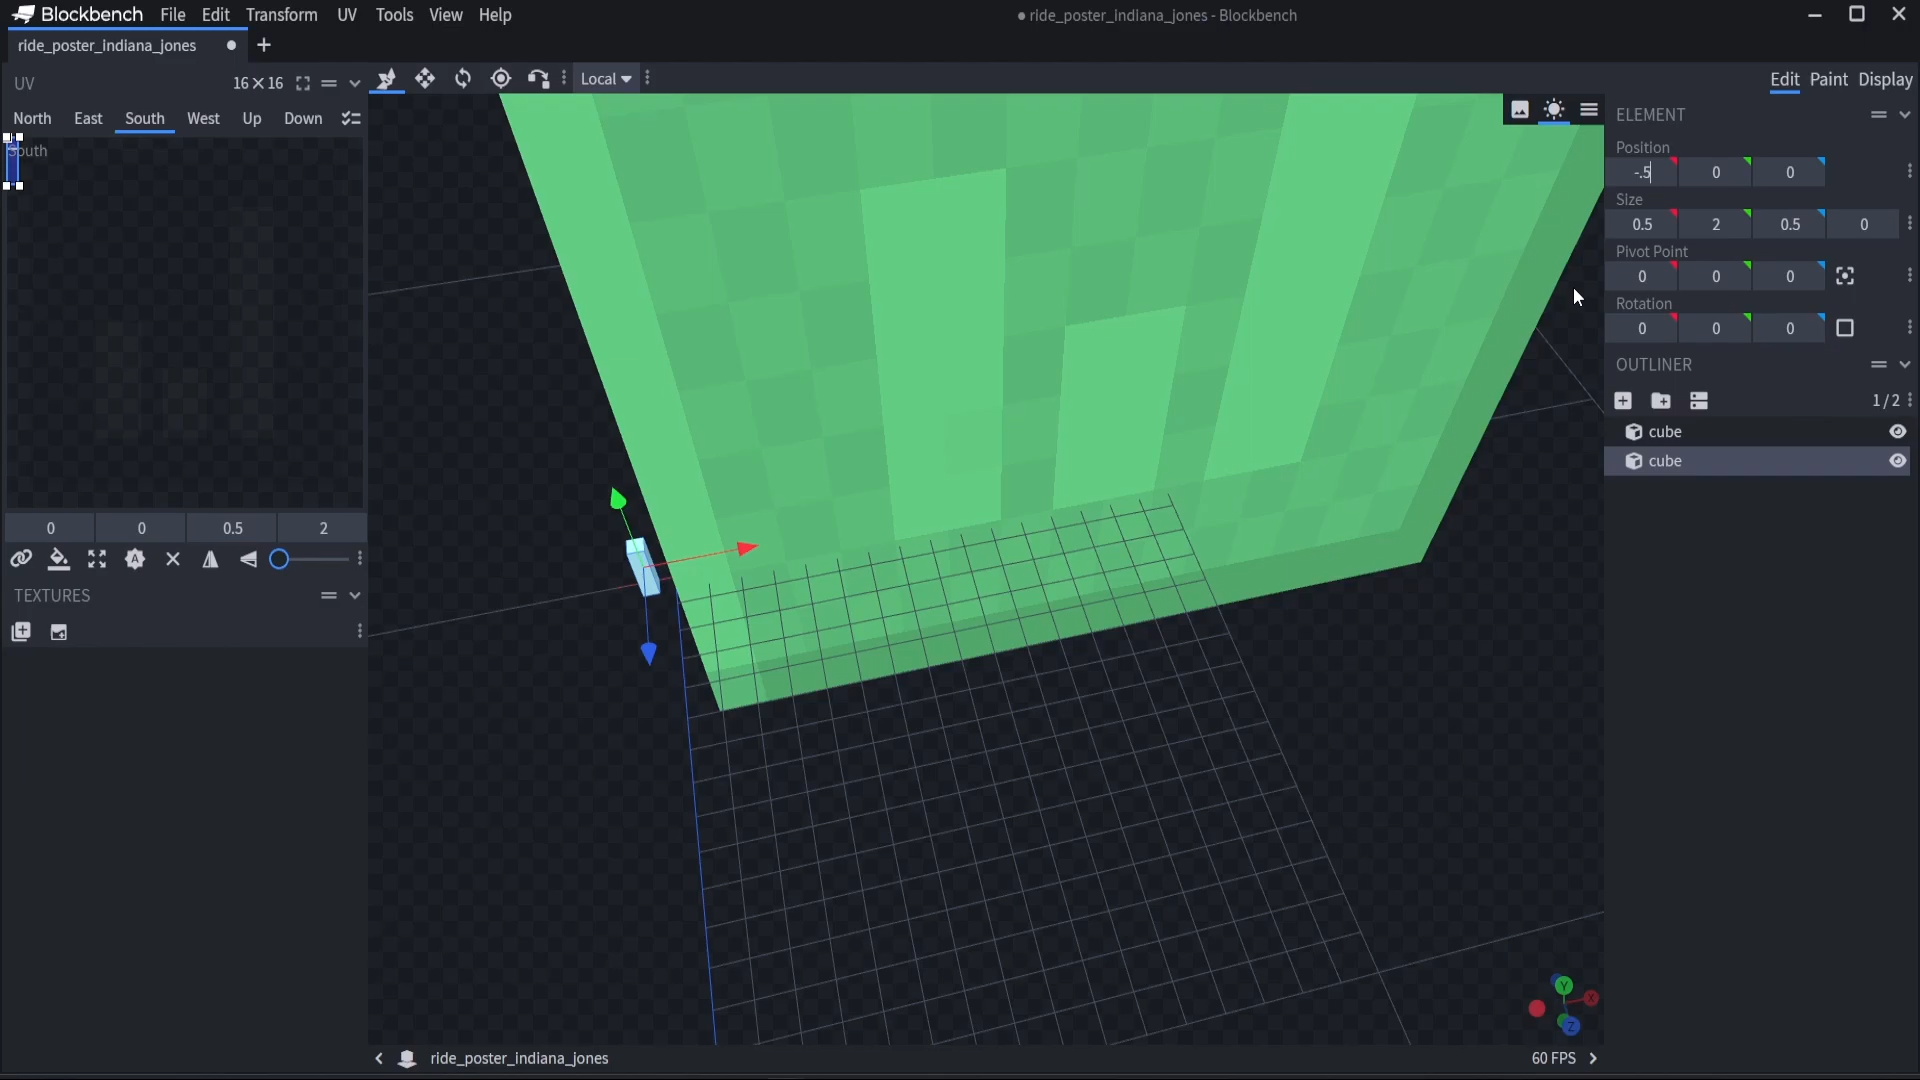 Blockbench File Edit Transform UV Tools View Help
ride_poster_indiana_jones - Blockbench
ride_poster_indiana_jones
UV 16×16
Local
Edit Paint Display
North East South West Up Down
South
0 0 0.5 2
TEXTURES
ELEMENT
Position
-.5 0 0
Size
0.5 2 0.5 0
Pivot Point
0 0 0
Rotation
0 0 0
OUTLINER
1/2
cube
cube
Y X
Z
ride_poster_indiana_jones
60 FPS